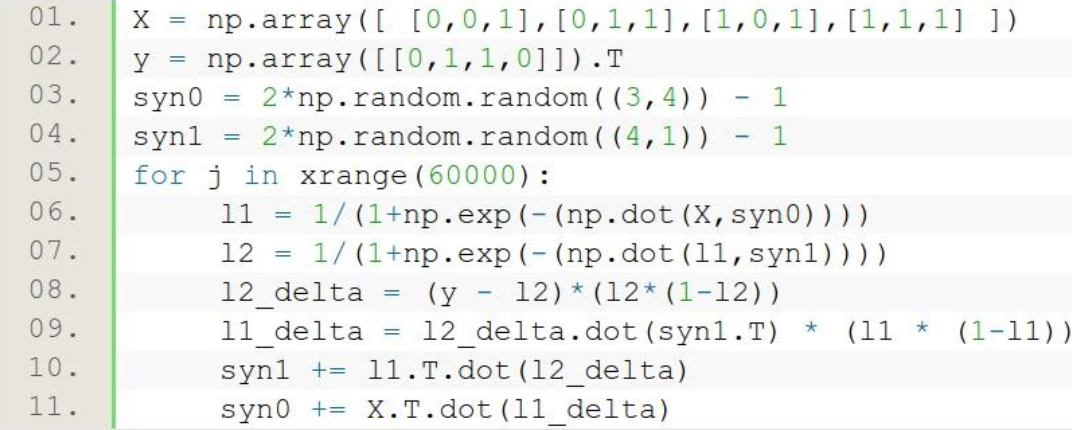 01. X = np.array([ [0,0,1],[0,1,1],[1,0,1],[1,1,1] ])
02. y = np.array([[0,1,1,0]]).T
03. syn0 = 2*np.random.random((3,4)) - 1
04. syn1 = 2*np.random.random((4,1)) - 1
05. for j in xrange(60000):
06.     l1 = 1/(1+np.exp(-(np.dot(X,syn0))))
07.     l2 = 1/(1+np.exp(-(np.dot(l1,syn1))))
08.     l2_delta = (y - l2)*(l2*(1-l2))
09.     l1_delta = l2_delta.dot(syn1.T) * (l1 * (1-l1))
10.     syn1 += l1.T.dot(l2_delta)
11.     syn0 += X.T.dot(l1_delta)